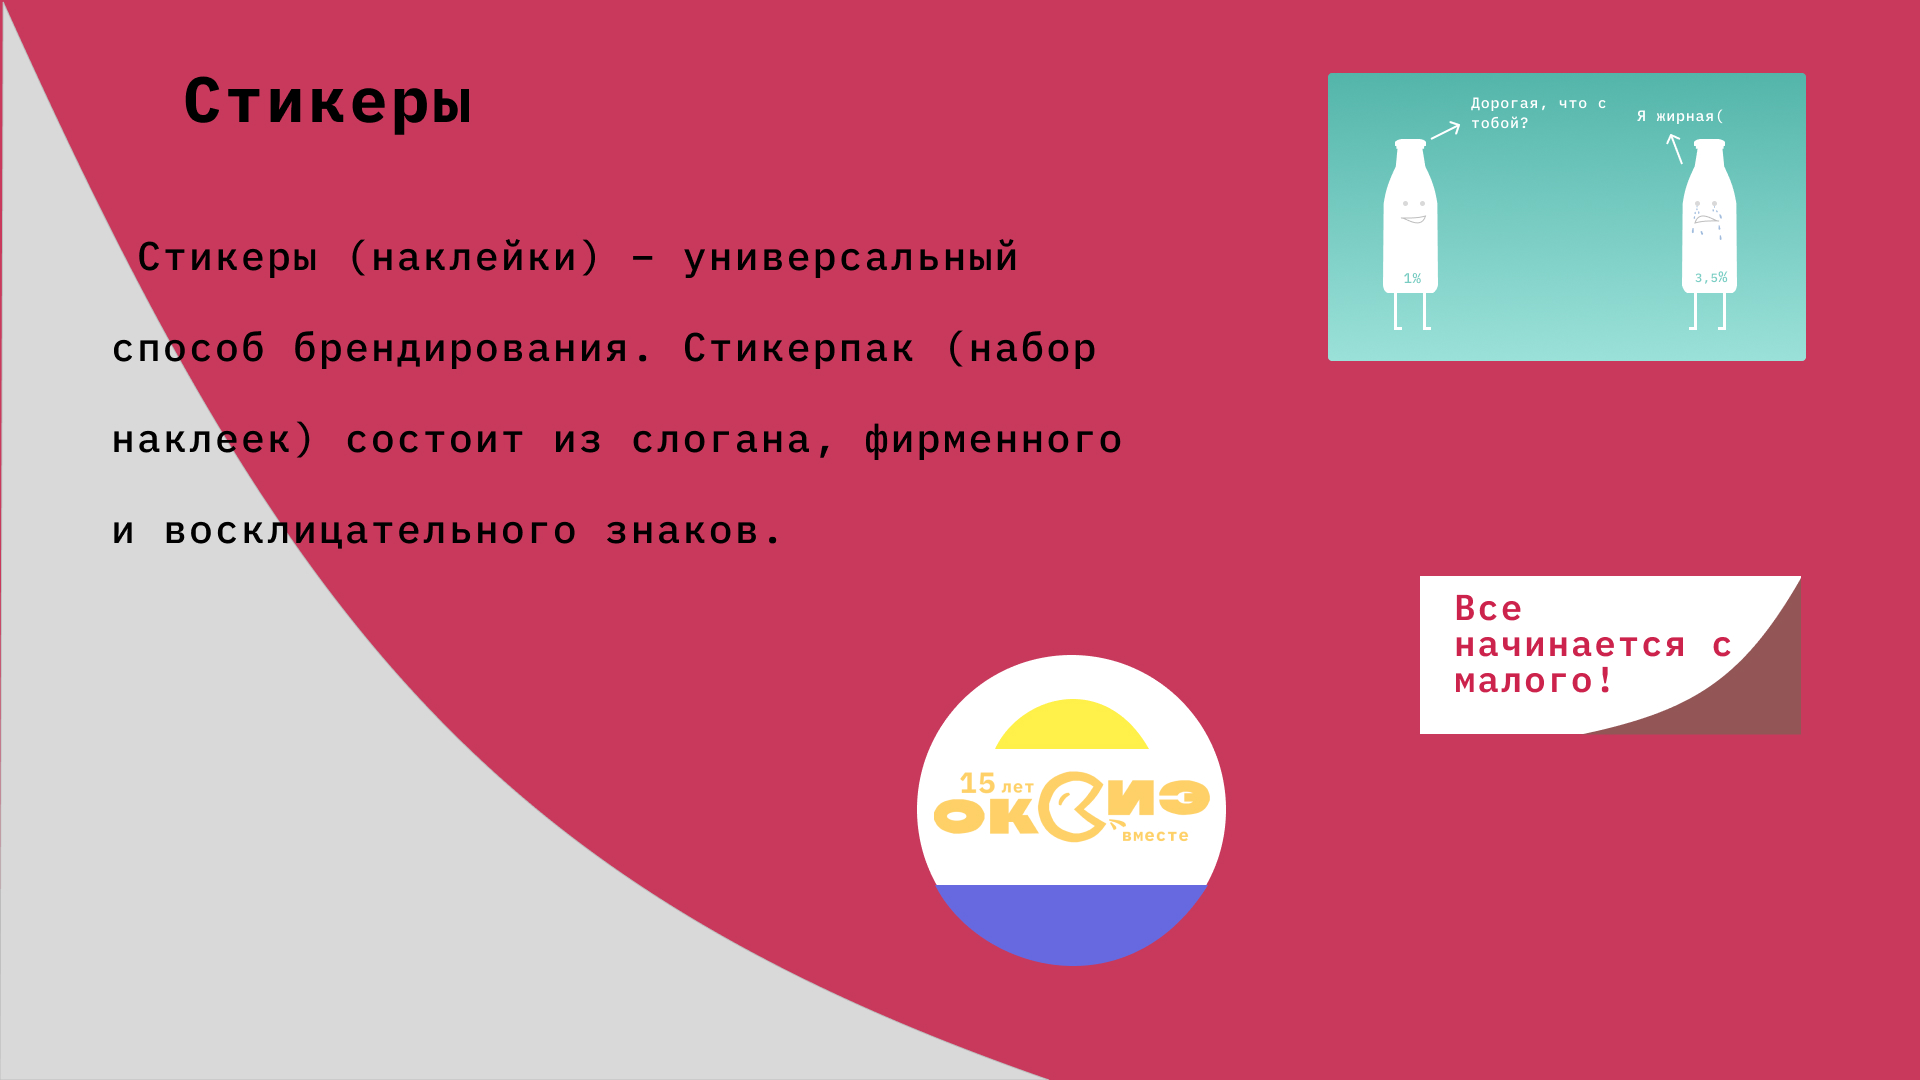 Стикеры
Стикеры (наклейки) – универсальный
способ брендирования. Стикерпак (набор
наклеек) состоит из слогана, фирменного
и восклицательного знаков.
Дорогая, что с
тобой?
Я жирная(
1%
3,5%
Все
начинается с
малого!
15 лет
оксиэ
вместе